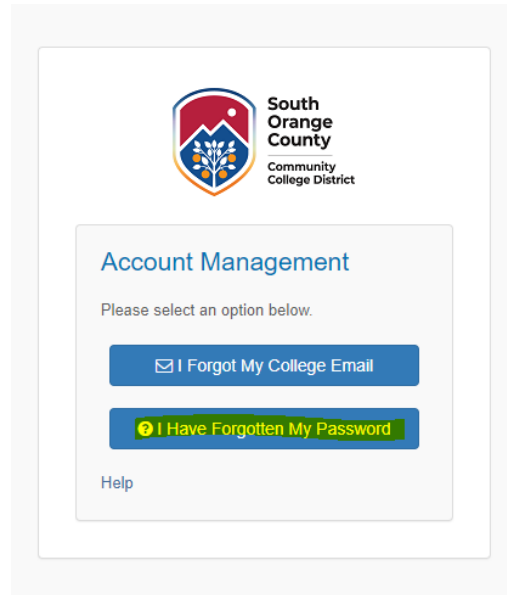 South
Orange
County
Community
College District
Account Management
Please select an option below.
I Forgot My College Email
I Have Forgotten My Password
Help